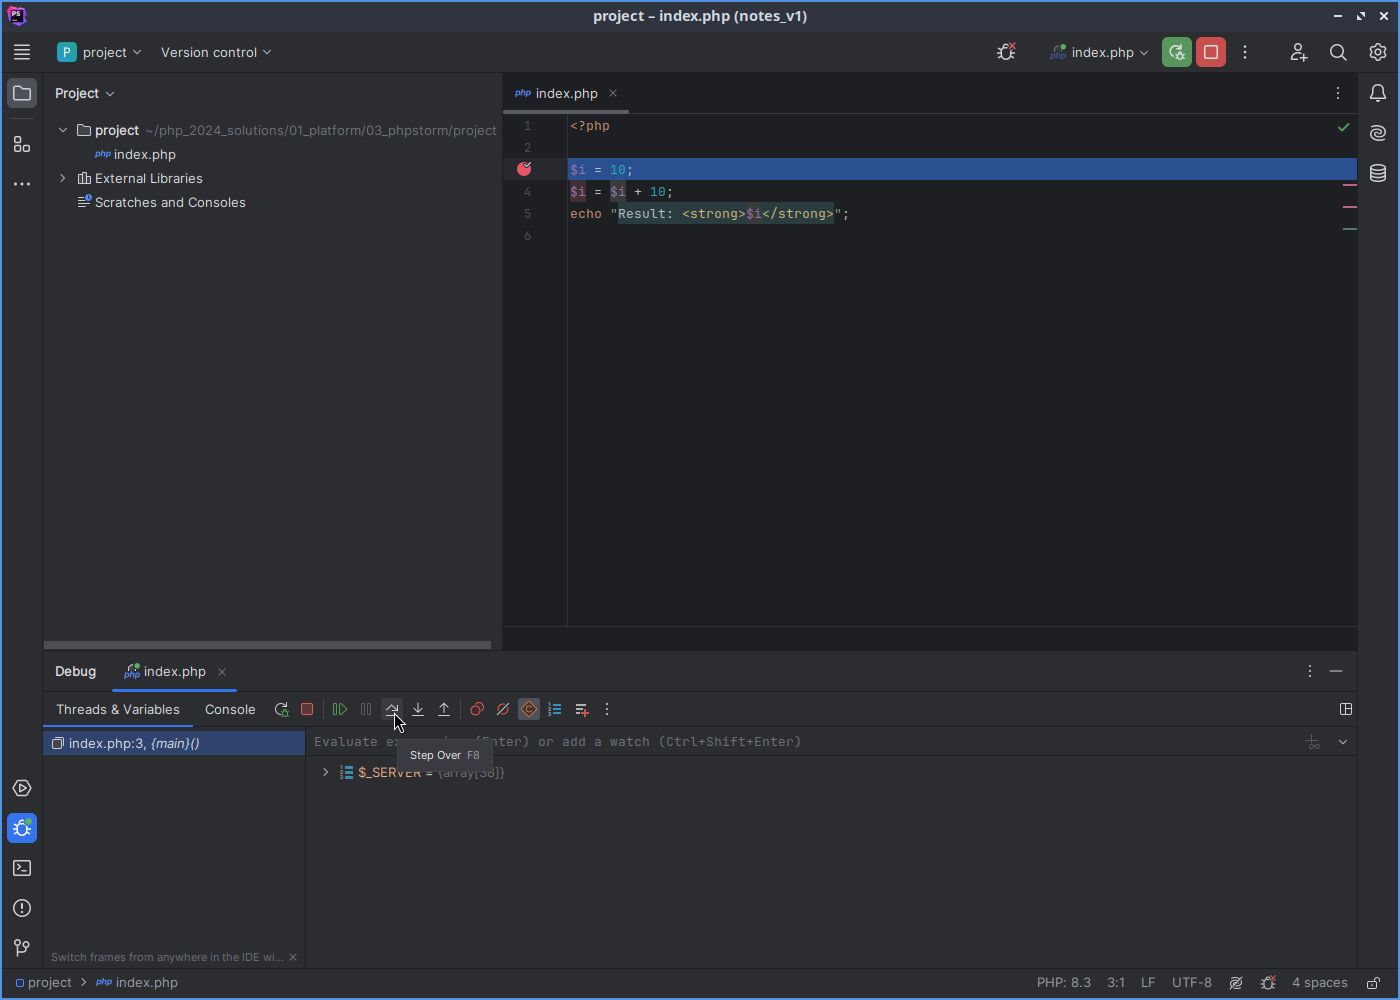 project – index.php (notes_v1)
P project Version control index.php
Project
index.php
project ~/php_2024_solutions/01_platform/03_phpstorm/project
php index.php
External Libraries
Scratches and Consoles
1 <?php
2
$i = 10;
4 $i = $i + 10;
5 echo "Result: <strong>$i</strong>";
6
Debug
index.php
Threads & Variables Console
index.php:3, {main}()
Evaluate ex (Enter) or add a watch (Ctrl+Shift+Enter)
Step Over F8
$_SERVER = {array[38]}
Switch frames from anywhere in the IDE wi...
project > php index.php
PHP: 8.3 3:1 LF UTF-8 4 spaces